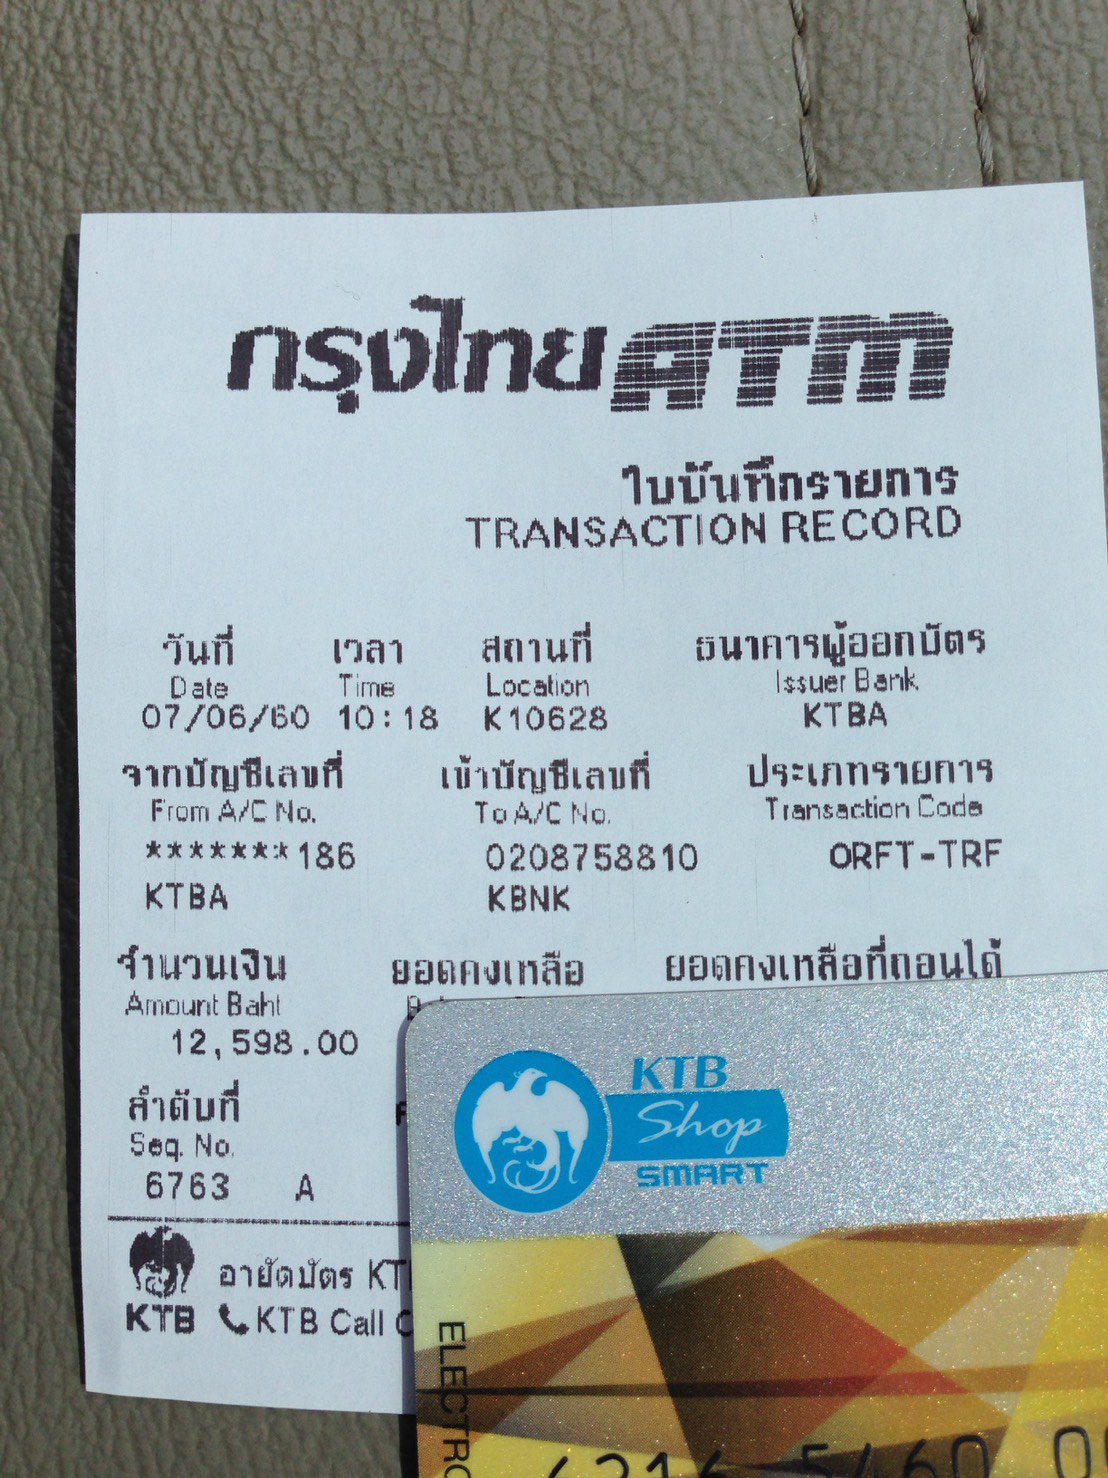 กรุงไทย ATM
ใบบันทึกรายการ
TRANSACTION RECORD
วันที่ เวลา สถานที่ ธนาคารผู้ออกบัตร
Date Time Location Issuer Bank
07/06/60 10:18 K10628 KTBA
จากบัญชีเลขที่ เข้าบัญชีเลขที่ ประเภทรายการ
From A/C No. To A/C No. Transaction Code
*******186 0208758810 ORFT-TRF
KTBA KBNK
จำนวนเงิน ยอดคงเหลือ ยอดคงเหลือที่ถอนได้
Amount Baht
12,598.00
ลำดับที่
Seq. No.
6763 A
อายัดบัตร
KTB KTB Call
KTB
Shop
SMART